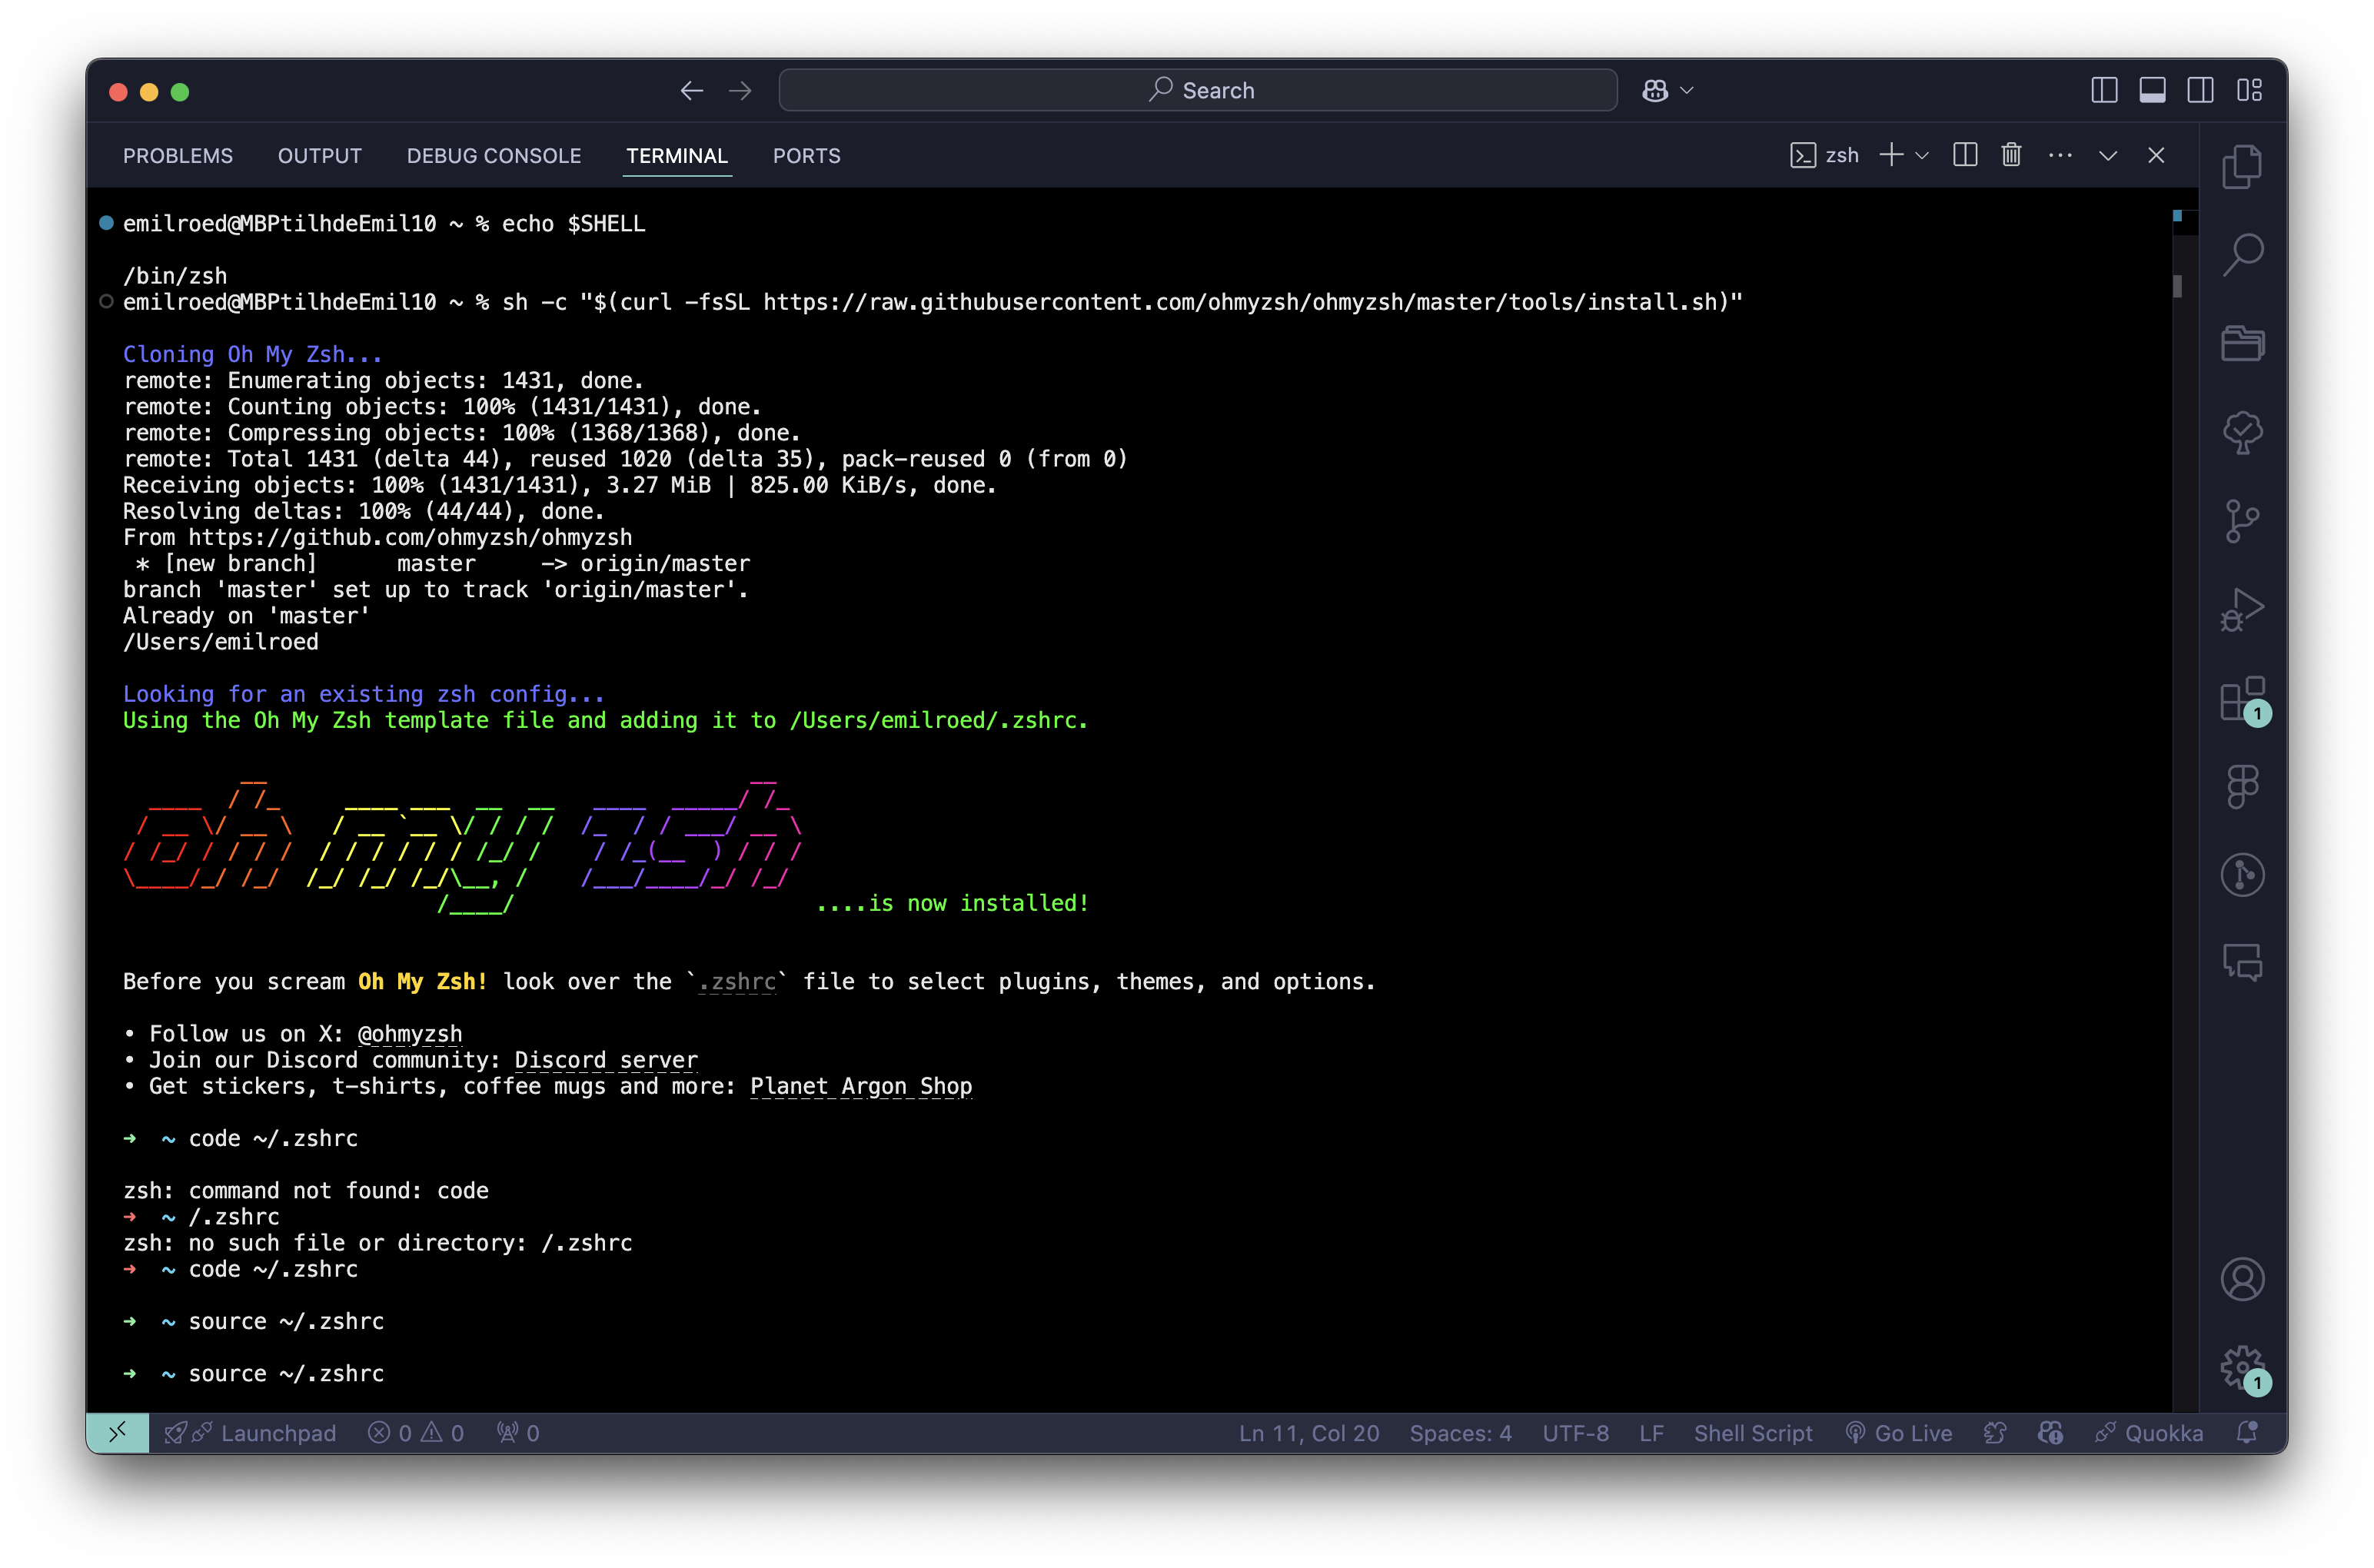 Search
PROBLEMS OUTPUT DEBUG CONSOLE TERMINAL PORTS
zsh
emilroed@MBPtilhdeEmil10 ~ % echo $SHELL
/bin/zsh
emilroed@MBPtilhdeEmil10 ~ % sh -c "$(curl -fsSL https://raw.githubusercontent.com/ohmyzsh/ohmyzsh/master/tools/install.sh)"
Cloning Oh My Zsh...
remote: Enumerating objects: 1431, done.
remote: Counting objects: 100% (1431/1431), done.
remote: Compressing objects: 100% (1368/1368), done.
remote: Total 1431 (delta 44), reused 1020 (delta 35), pack-reused 0 (from 0)
Receiving objects: 100% (1431/1431), 3.27 MiB | 825.00 KiB/s, done.
Resolving deltas: 100% (44/44), done.
From https://github.com/ohmyzsh/ohmyzsh
* [new branch] master -> origin/master
branch 'master' set up to track 'origin/master'.
Already on 'master'
/Users/emilroed
Looking for an existing zsh config...
Using the Oh My Zsh template file and adding it to /Users/emilroed/.zshrc.
oh my zsh
....is now installed!
Before you scream Oh My Zsh! look over the `.zshrc` file to select plugins, themes, and options.
• Follow us on X: @ohmyzsh
• Join our Discord community: Discord server
• Get stickers, t-shirts, coffee mugs and more: Planet Argon Shop
➜ ~ code ~/.zshrc
zsh: command not found: code
➜ ~ /.zshrc
zsh: no such file or directory: /.zshrc
➜ ~ code ~/.zshrc
➜ ~ source ~/.zshrc
➜ ~ source ~/.zshrc
1
1
Launchpad 0 0 0 Ln 11, Col 20 Spaces: 4 UTF-8 LF Shell Script Go Live Quokka